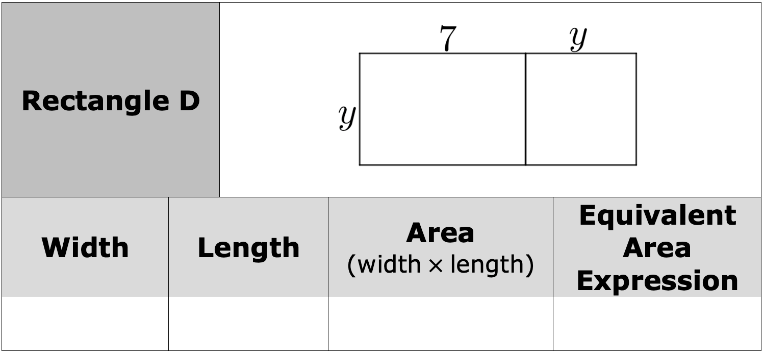 7 y
Rectangle D
y
Width
Length
Area
(width × length)
Equivalent
Area
Expression